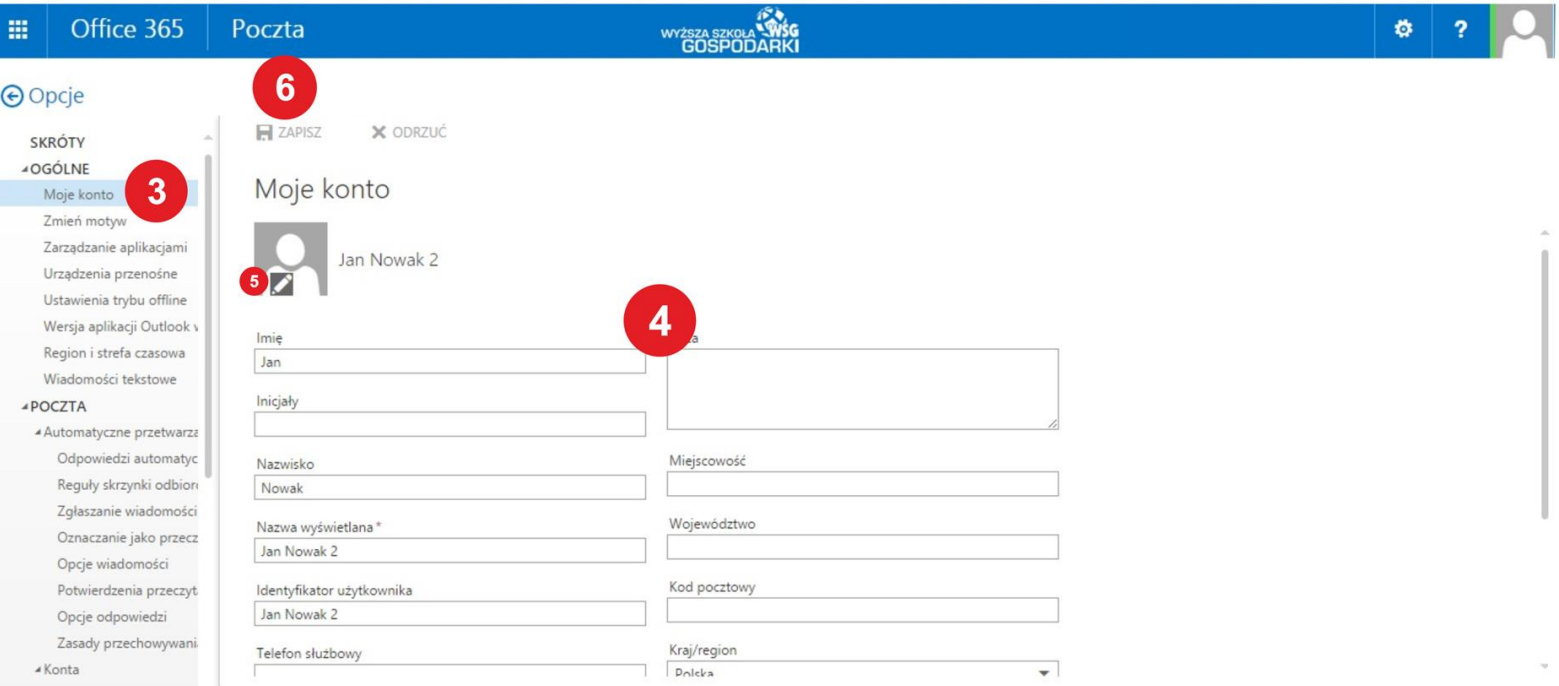 Office 365
Poczta
WYŻSZA SZKOŁA WSG
GOSPODARKI
?
Opcje
6
ZAPISZ
ODRZUĆ
SKRÓTY
OGÓLNE
Moje konto
3
Zmień motyw
Zarządzanie aplikacjami
Urządzenia przenośne
Ustawienia trybu offline
Wersja aplikacji Outlook
Region i strefa czasowa
Wiadomości tekstowe
POCZTA
Automatyczne przetwarza
Odpowiedzi automatyc
Reguły skrzynki odbior
Zgłaszanie wiadomości
Oznaczanie jako przecz
Opcje wiadomości
Potwierdzenia przeczyt
Opcje odpowiedzi
Zasady przechowywani
Konta
Moje konto
Jan Nowak 2
5
4
Imię
Jan
Inicjały
Nazwisko
Nowak
Nazwa wyświetlana *
Jan Nowak 2
Identyfikator użytkownika
Jan Nowak 2
Telefon służbowy
Miejscowość
Województwo
Kod pocztowy
Kraj/region
Polska